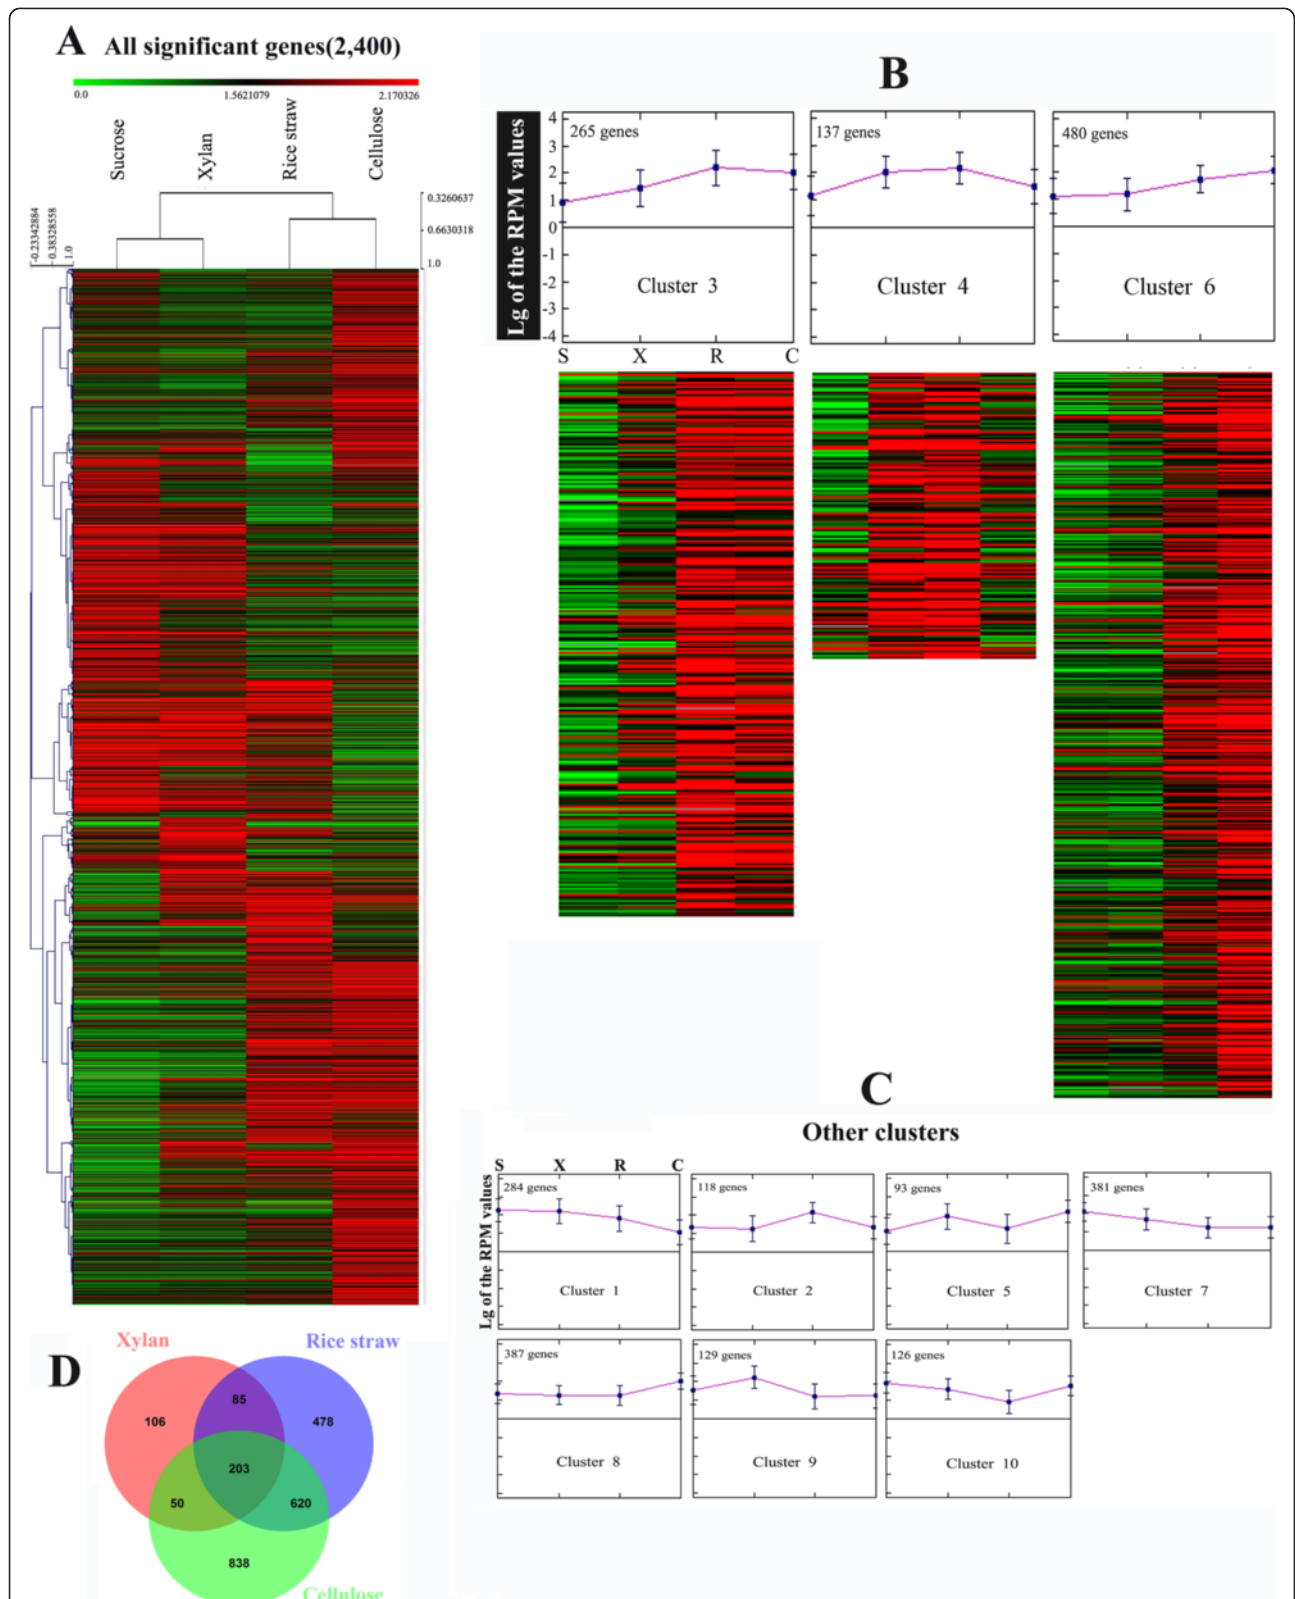 A All significant genes(2,400)
0.0 1.5621079 2.170326
Sucrose Xylan Rice straw Cellulose
0.3260637
0.6630318
1.0
-0.23342884 0.38328558 1.0
B
Lg of the RPM values
4
3
2
1
0
-1
-2
-3
-4
265 genes 137 genes 480 genes
Cluster 3 Cluster 4 Cluster 6
S X R C
C
Other clusters
S X R C
Lg of the RPM values
284 genes 118 genes 93 genes 381 genes
Cluster 1 Cluster 2 Cluster 5 Cluster 7
387 genes 129 genes 126 genes
Cluster 8 Cluster 9 Cluster 10
D
Xylan Rice straw
85
106 478
203
50 620
838
Cellulose